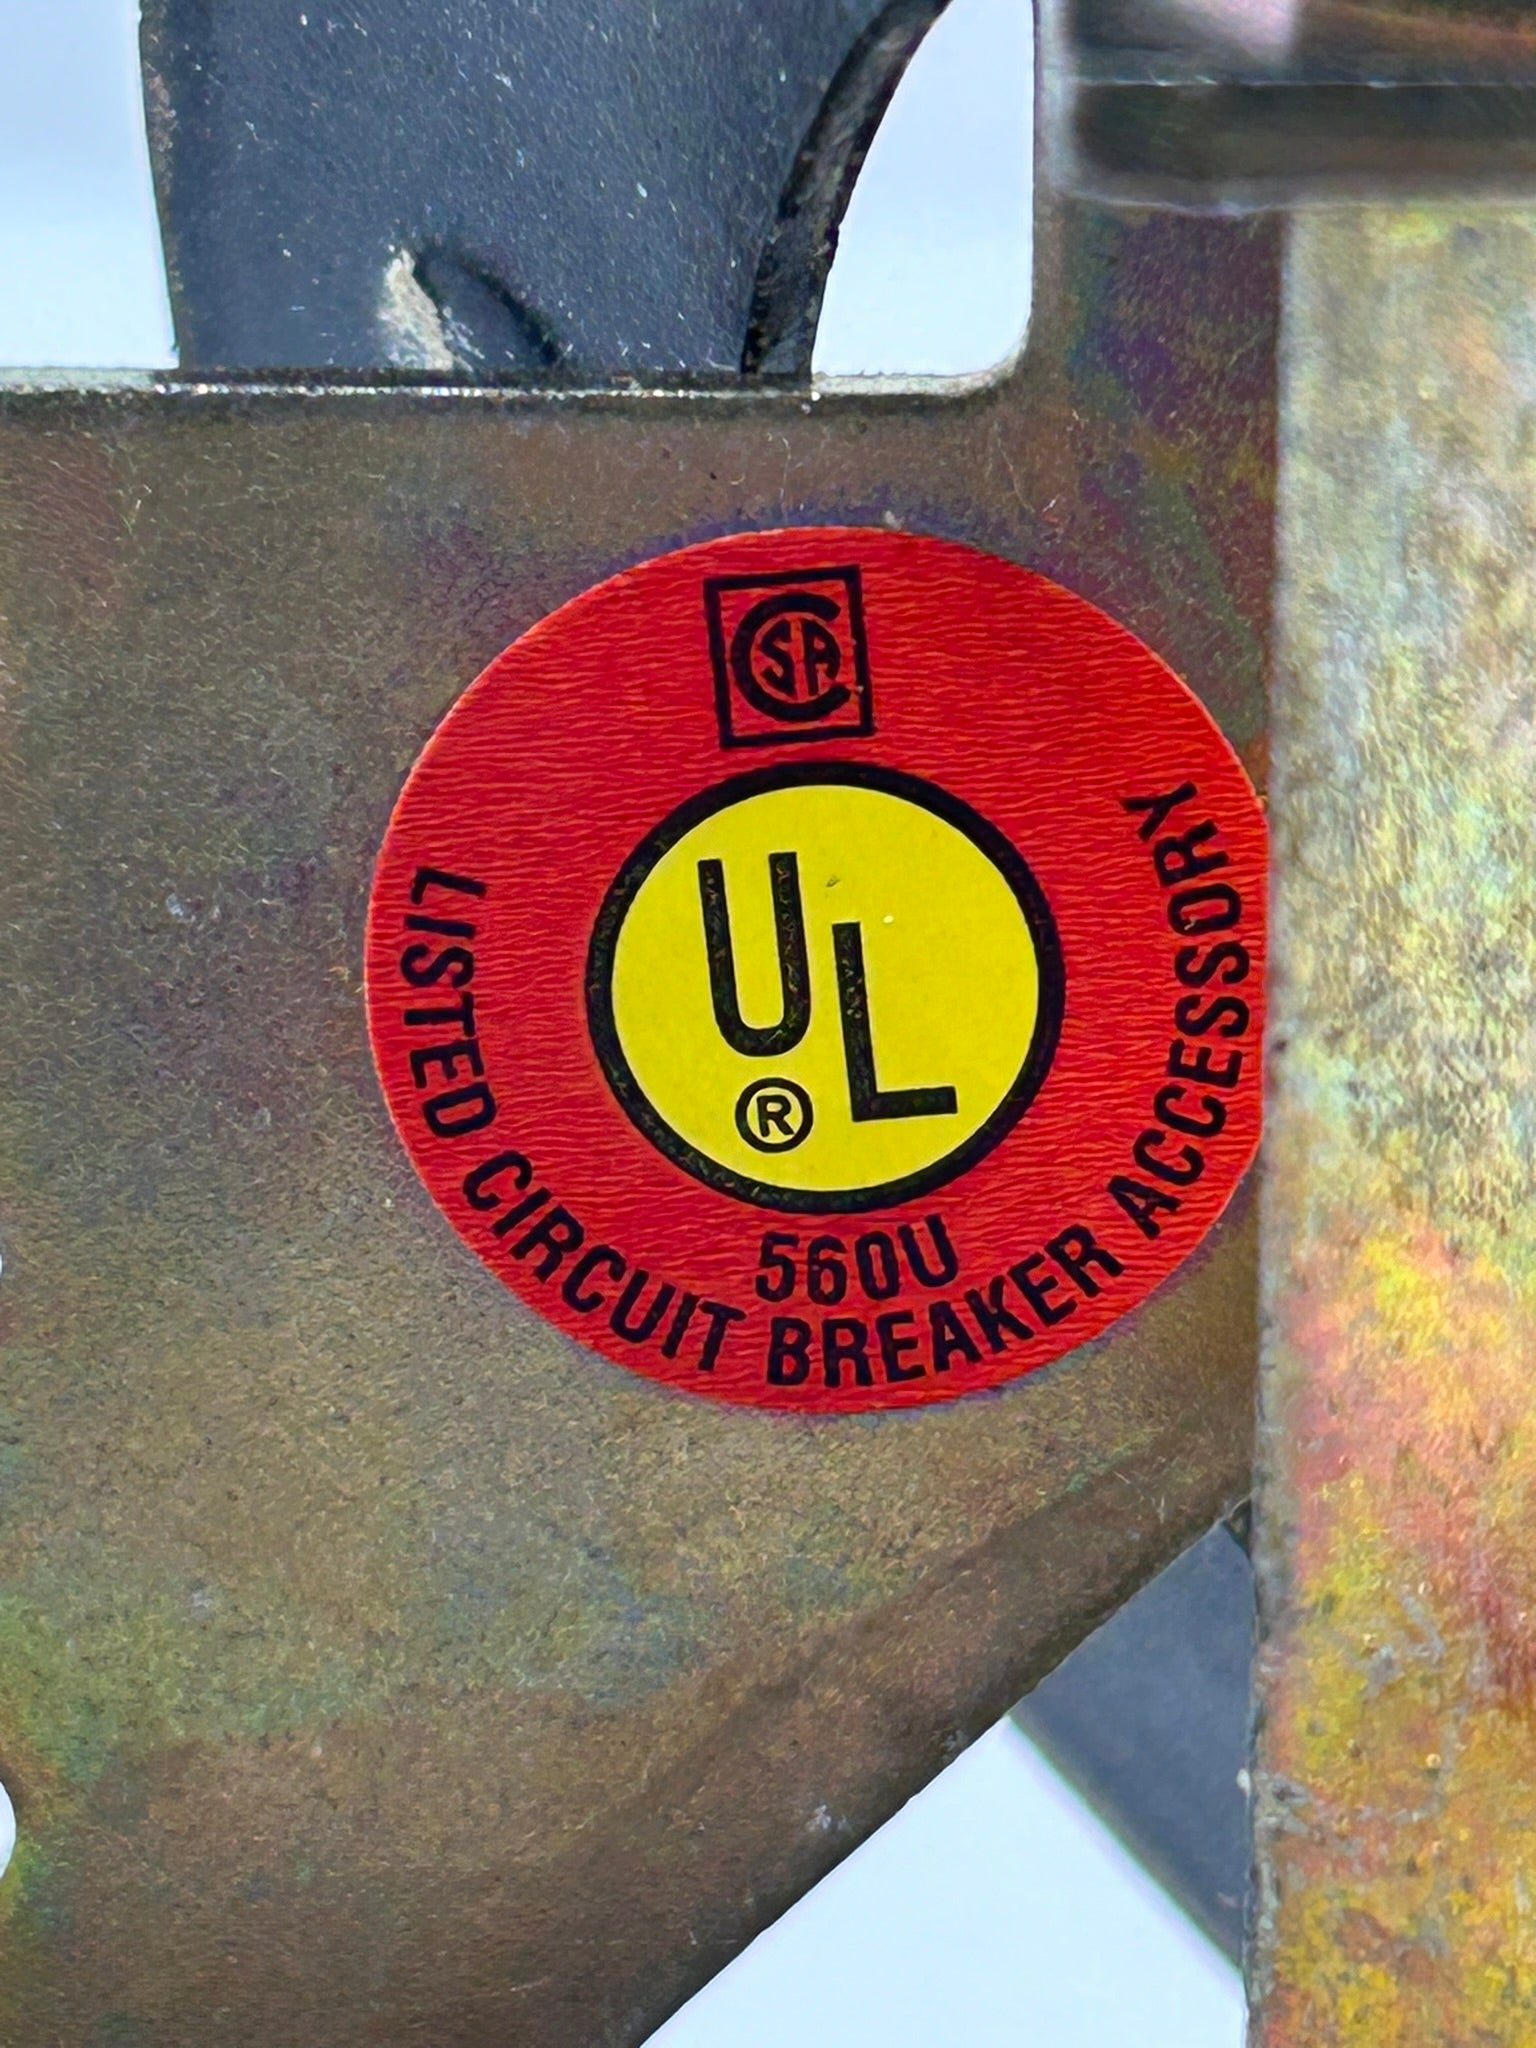 CSA
UL
®
560U
LISTED CIRCUIT BREAKER ACCESSORY